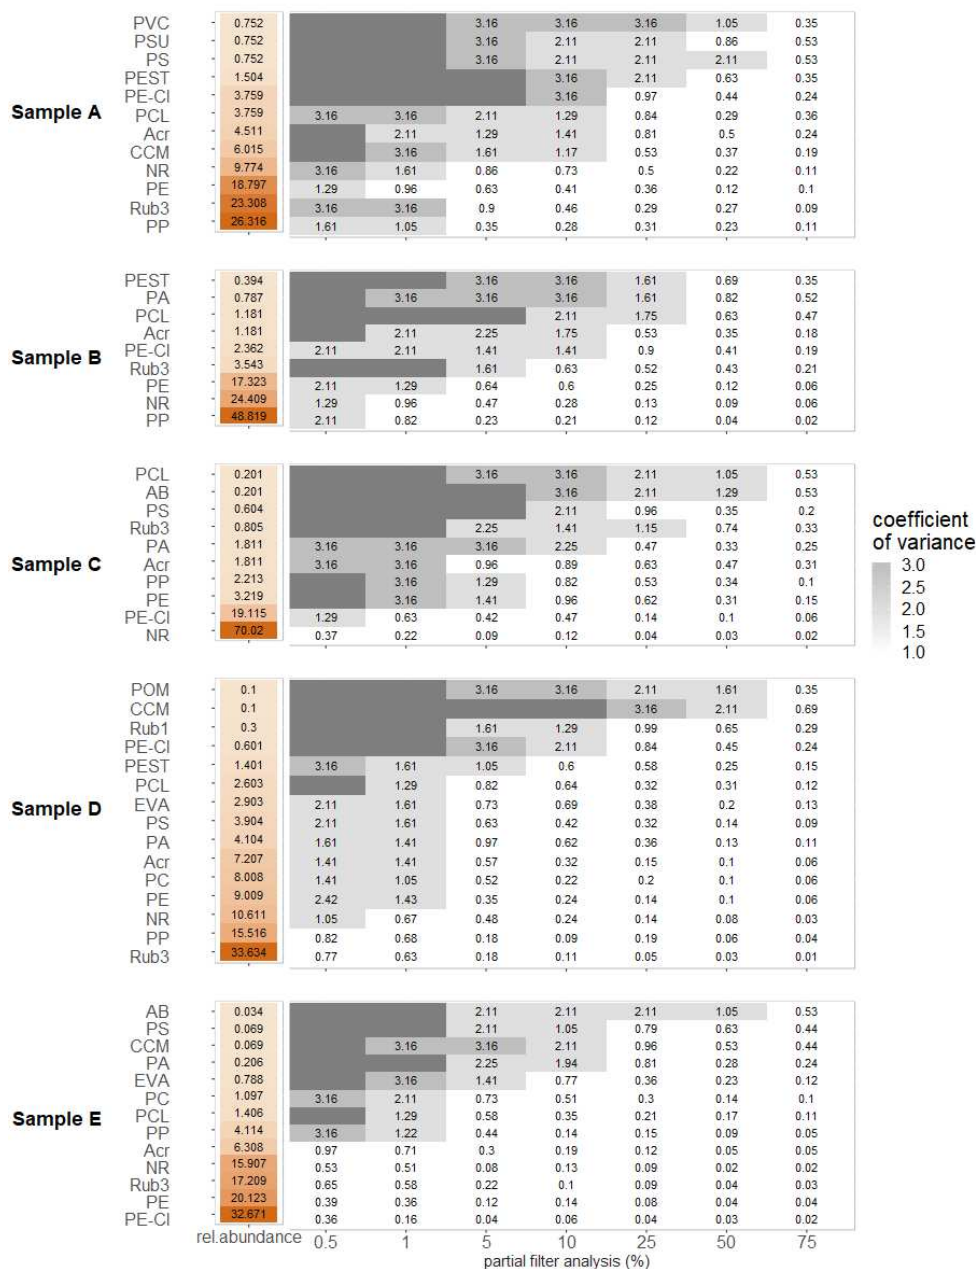 PVC 0.752 3.16 3.16 3.16 1.05 0.35
PSU 0.752 3.16 2.11 2.11 0.86 0.53
PS 0.752 3.16 2.11 2.11 2.11 0.53
PEST 1.504 3.16 2.11 0.63 0.35
PE-Cl 3.759 3.16 0.97 0.44 0.24
Sample A
PCL 3.759 3.16 3.16 2.11 1.29 0.84 0.29 0.36
Acr 4.511 2.11 1.29 1.41 0.81 0.5 0.24
CCM 6.015 3.16 1.61 1.17 0.53 0.37 0.19
NR 9.774 3.16 1.61 0.86 0.73 0.5 0.22 0.11
PE 18.797 1.29 0.96 0.63 0.41 0.36 0.12 0.1
Rub3 23.308 3.16 3.16 0.9 0.46 0.29 0.27 0.09
PP 26.316 1.61 1.05 0.35 0.28 0.31 0.23 0.11
PEST 0.394 3.16 3.16 1.61 0.69 0.35
PA 0.787 3.16 3.16 3.16 1.61 0.82 0.52
PCL 1.181 2.11 1.75 0.63 0.47
Acr 1.181 2.11 2.25 1.75 0.53 0.35 0.18
Sample B
PE-Cl 2.362 2.11 2.11 1.41 1.41 0.9 0.41 0.19
Rub3 3.543 1.61 0.63 0.52 0.43 0.21
PE 17.323 2.11 1.29 0.64 0.6 0.25 0.12 0.06
NR 24.409 1.29 0.96 0.47 0.28 0.13 0.09 0.06
PP 48.819 2.11 0.82 0.23 0.21 0.12 0.04 0.02
PCL 0.201 3.16 3.16 2.11 1.05 0.53
AB 0.201 3.16 2.11 1.29 0.53
PS 0.604 2.11 0.96 0.35 0.2
Rub3 0.805 2.25 1.41 1.15 0.74 0.33
Sample C
PA 1.811 3.16 3.16 3.16 2.25 0.47 0.33 0.25
Acr 1.811 3.16 3.16 0.96 0.89 0.63 0.47 0.31
PP 2.213 3.16 1.29 0.82 0.53 0.34 0.1
PE 3.219 3.16 1.41 0.96 0.62 0.31 0.15
PE-Cl 19.115 1.29 0.63 0.42 0.47 0.14 0.1 0.06
NR 70.02 0.37 0.22 0.09 0.12 0.04 0.03 0.02
coefficient
of variance
3.0
2.5
2.0
1.5
1.0
POM 0.1 3.16 3.16 2.11 1.61 0.35
CCM 0.1 3.16 2.11 0.69
Rub1 0.3 1.61 1.29 0.99 0.65 0.29
PE-Cl 0.601 3.16 2.11 0.84 0.45 0.24
PEST 1.401 3.16 1.61 1.05 0.6 0.58 0.25 0.15
PCL 2.603 1.29 0.82 0.64 0.32 0.31 0.12
Sample D
EVA 2.903 2.11 1.61 0.73 0.69 0.38 0.2 0.13
PS 3.904 2.11 1.61 0.63 0.42 0.32 0.14 0.09
PA 4.104 1.61 1.41 0.97 0.62 0.36 0.13 0.11
Acr 7.207 1.41 1.41 0.57 0.32 0.15 0.1 0.06
PC 8.008 1.41 1.05 0.52 0.22 0.2 0.1 0.06
PE 9.009 2.42 1.43 0.35 0.24 0.14 0.1 0.06
NR 10.611 1.05 0.67 0.48 0.24 0.14 0.08 0.03
PP 15.516 0.82 0.68 0.18 0.09 0.19 0.06 0.04
Rub3 33.634 0.77 0.63 0.18 0.11 0.05 0.03 0.01
AB 0.034 2.11 2.11 2.11 1.05 0.53
PS 0.069 2.11 1.05 0.79 0.63 0.44
CCM 0.069 3.16 3.16 2.11 0.96 0.53 0.44
PA 0.206 2.25 1.94 0.81 0.28 0.24
EVA 0.788 3.16 1.41 0.77 0.36 0.23 0.12
PC 1.097 3.16 2.11 0.73 0.51 0.3 0.14 0.1
Sample E
PCL 1.406 1.29 0.58 0.35 0.21 0.17 0.11
PP 4.114 3.16 1.22 0.44 0.14 0.15 0.09 0.05
Acr 6.308 0.97 0.71 0.3 0.19 0.12 0.05 0.05
NR 15.907 0.53 0.51 0.08 0.13 0.09 0.02 0.02
Rub3 17.209 0.65 0.58 0.22 0.1 0.09 0.04 0.03
PE 20.123 0.39 0.36 0.12 0.14 0.08 0.04 0.04
PE-Cl 32.671 0.36 0.16 0.04 0.06 0.04 0.03 0.02
rel.abundance 0.5 1 5 10 25 50 75
partial filter analysis (%)